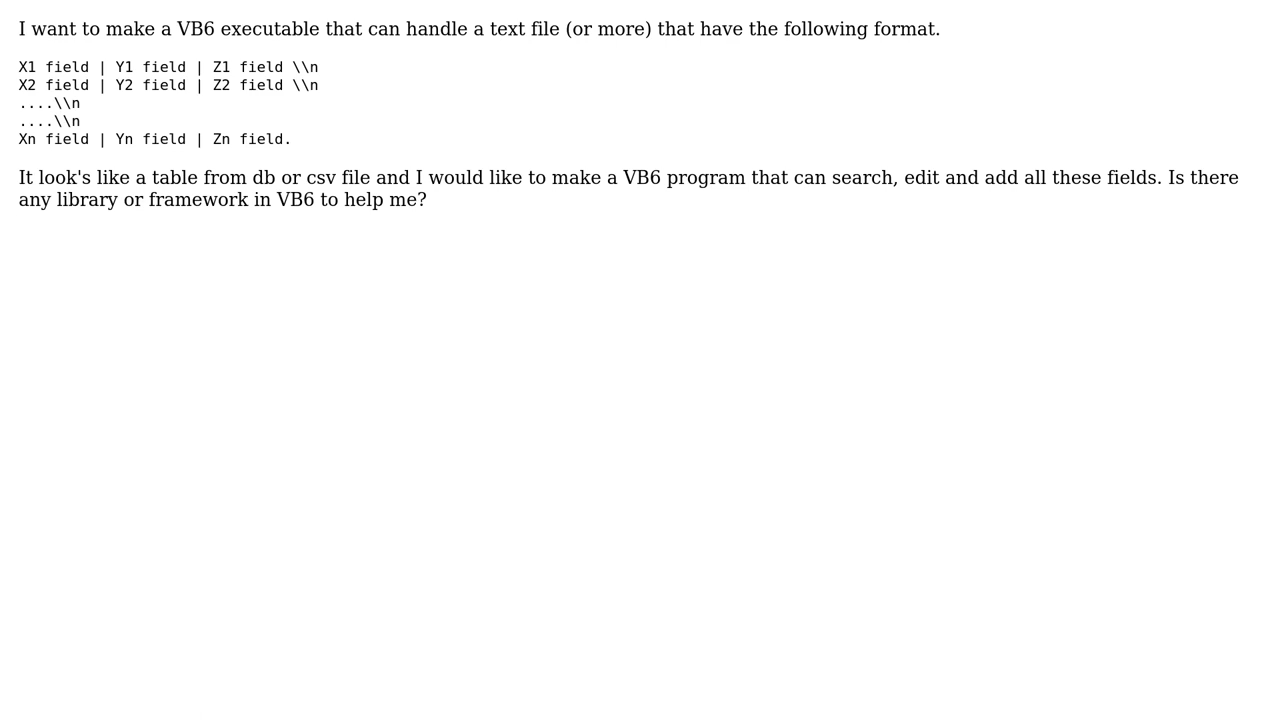 I want to make a VB6 executable that can handle a text file (or more) that have the following format.
X1 field | Y1 field | Z1 field \\n
X2 field | Y2 field | Z2 field \\n
....\\n
....\\n
Xn field | Yn field | Zn field.
It look's like a table from db or csv file and I would like to make a VB6 program that can search, edit and add all these fields. Is there
any library or framework in VB6 to help me?